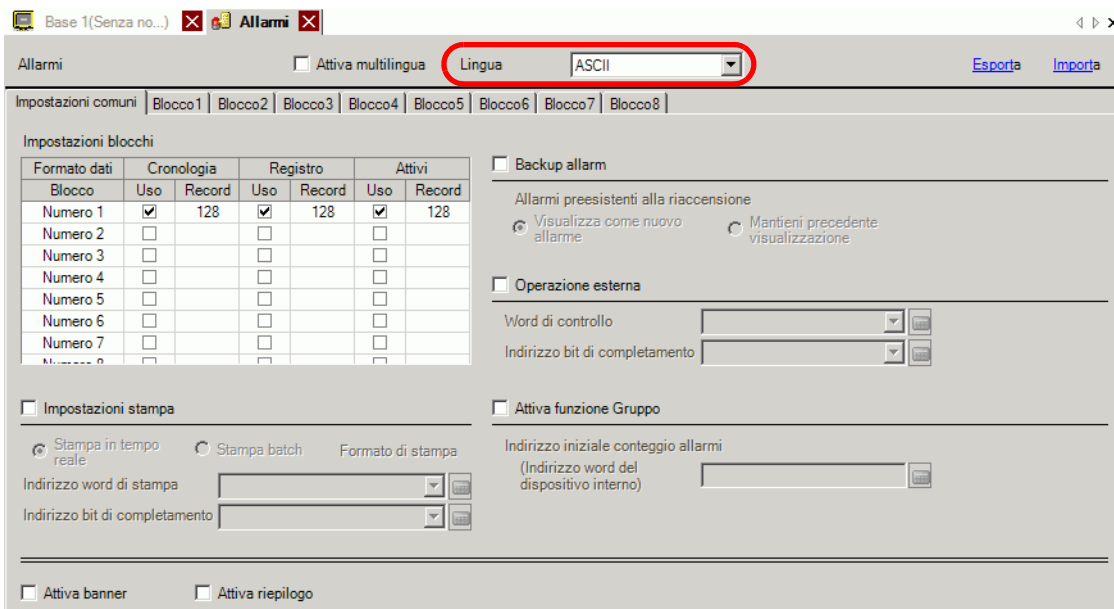 Base 1(Senza no...) Allarmi
Allarmi Attiva multilingua Lingua ASCII Esporta Importa
Impostazioni comuni Blocco1 Blocco2 Blocco3 Blocco4 Blocco5 Blocco6 Blocco7 Blocco8
Impostazioni blocchi
Formato dati Cronologia Registro Attivi
Blocco Uso Record Uso Record Uso Record
Numero 1 128 128 128
Numero 2
Numero 3
Numero 4
Numero 5
Numero 6
Numero 7
Numero 8
Backup allarm
Allarmi preesistenti alla riaccensione
Visualizza come nuovo
allarme
Mantieni precedente
visualizzazione
Operazione esterna
Word di controllo
Indirizzo bit di completamento
Impostazioni stampa
Stampa in tempo
reale
Stampa batch
Formato di stampa
Indirizzo word di stampa
Indirizzo bit di completamento
Attiva funzione Gruppo
Indirizzo iniziale conteggio allarmi
(Indirizzo word del
dispositivo interno)
Attiva banner Attiva riepilogo